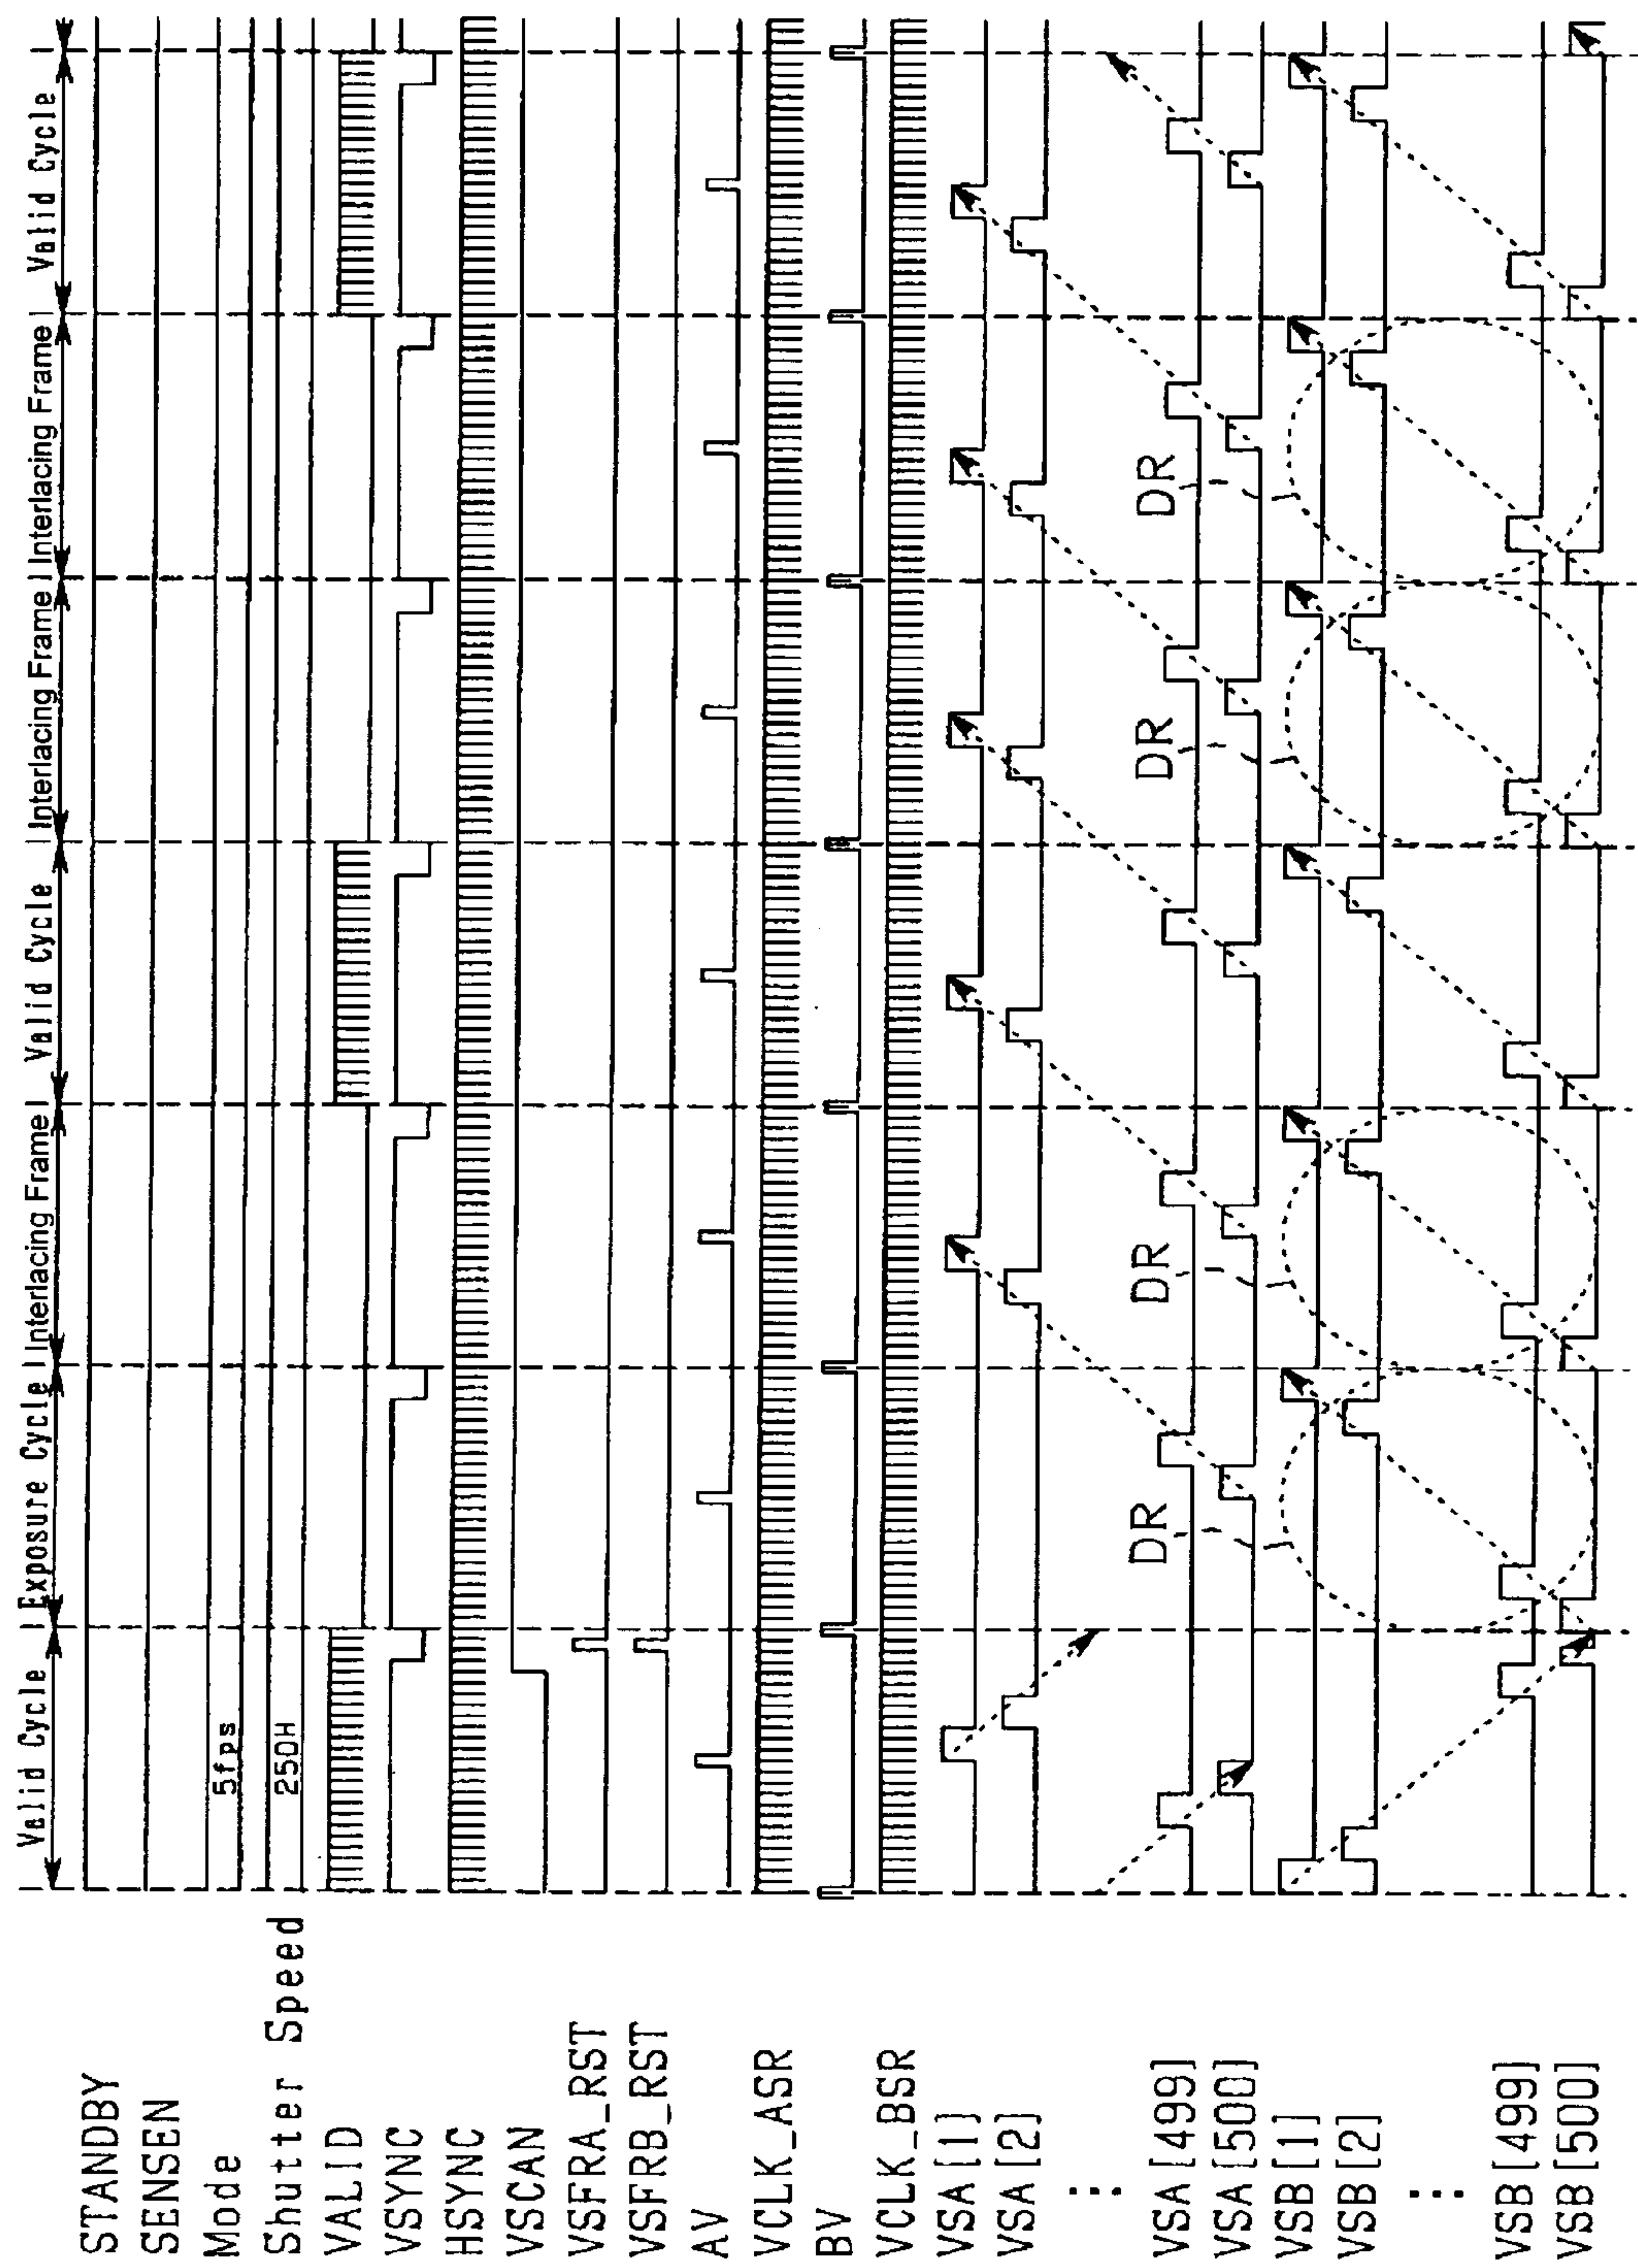 Valid Cycle
Exposure Cycle
Interlacing Frame
Valid Cycle
Interlacing Frame
Interlacing Frame
Valid Cycle
STANDBY
SENSEN
Mode
5fps
Shutter Speed
250H
VALID
VSYNC
HSYNC
VSCAN
VSFRA_RST
VSFRB_RST
AV
VCLK_ASR
BV
VCLK_BSR
VSA [1]
VSA [2]
...
VSA [499]
VSA [500]
DR
DR
DR
DR
VSB [1]
VSB [2]
...
VSB [499]
VSB [500]